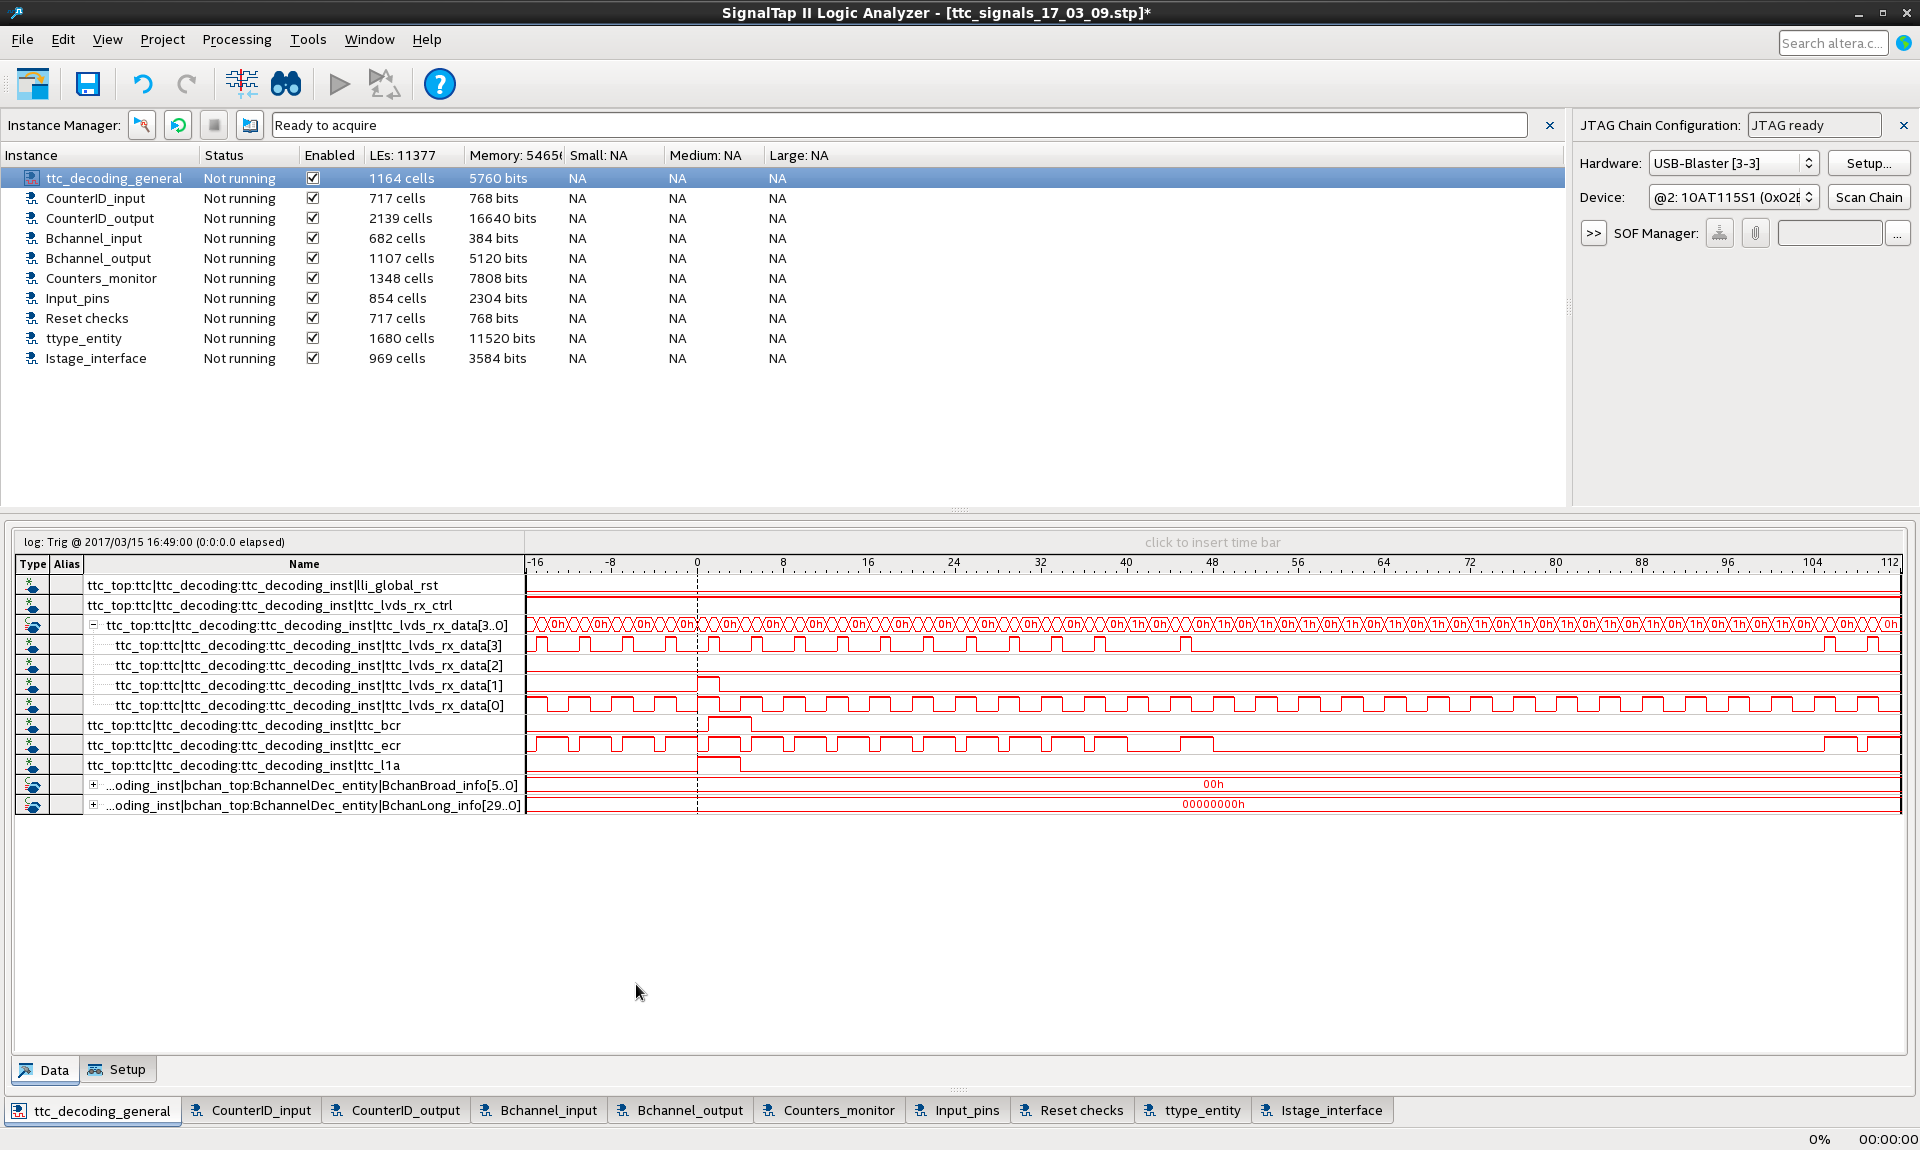 SignalTap II Logic Analyzer - [ttc_signals_17_03_09.stp]*
File Edit View Project Processing Tools Window Help
Search altera.c...
Instance Manager: Ready to acquire
JTAG Chain Configuration: JTAG ready
Instance Status Enabled LEs: 11377 Memory: 5465 Small: NA Medium: NA Large: NA
ttc_decoding_general Not running 1164 cells 5760 bits NA NA NA
CounterID_input Not running 717 cells 768 bits NA NA NA
CounterID_output Not running 2139 cells 16640 bits NA NA NA
Bchannel_input Not running 682 cells 384 bits NA NA NA
Bchannel_output Not running 1107 cells 5120 bits NA NA NA
Counters_monitor Not running 1348 cells 7808 bits NA NA NA
Input_pins Not running 854 cells 2304 bits NA NA NA
Reset checks Not running 717 cells 768 bits NA NA NA
ttype_entity Not running 1680 cells 11520 bits NA NA NA
Istage_interface Not running 969 cells 3584 bits NA NA NA
Hardware: USB-Blaster [3-3] Setup...
Device: @2: 10AT115S1 (0x02E Scan Chain
>> SOF Manager: ...
log: Trig @ 2017/03/15 16:49:00 (0:0:0.0 elapsed) click to insert time bar
Type Alias Name -16 -8 0 8 16 24 32 40 48 56 64 72 80 88 96 104 112
ttc_top:ttc|ttc_decoding:ttc_decoding_inst|lli_global_rst
ttc_top:ttc|ttc_decoding:ttc_decoding_inst|ttc_lvds_rx_ctrl
ttc_top:ttc|ttc_decoding:ttc_decoding_inst|ttc_lvds_rx_data[3..0] 0h 0h 0h 0h 0h 0h 0h 0h 0h 0h 0h 0h 0h 0h 1h 0h 0h 1h 0h 1h 0h 1h 0h 1h 0h 1h 0h 1h 0h 1h 0h 1h 0h 1h 0h 1h 0h 1h 0h 1h 0h 1h 0h 1h 0h 0h 0h
ttc_top:ttc|ttc_decoding:ttc_decoding_inst|ttc_lvds_rx_data[3]
ttc_top:ttc|ttc_decoding:ttc_decoding_inst|ttc_lvds_rx_data[2]
ttc_top:ttc|ttc_decoding:ttc_decoding_inst|ttc_lvds_rx_data[1]
ttc_top:ttc|ttc_decoding:ttc_decoding_inst|ttc_lvds_rx_data[0]
ttc_top:ttc|ttc_decoding:ttc_decoding_inst|ttc_bcr
ttc_top:ttc|ttc_decoding:ttc_decoding_inst|ttc_ecr
ttc_top:ttc|ttc_decoding:ttc_decoding_inst|ttc_l1a
...oding_inst|bchan_top:BchannelDec_entity|BchanBroad_info[5..0] 00h
...oding_inst|bchan_top:BchannelDec_entity|BchanLong_info[29..0] 00000000h
Data Setup
ttc_decoding_general CounterID_input CounterID_output Bchannel_input Bchannel_output Counters_monitor Input_pins Reset checks ttype_entity Istage_interface
0% 00:00:00